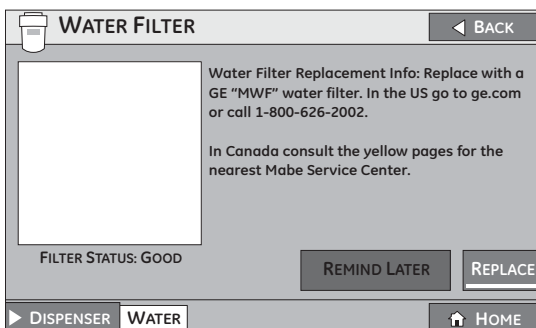 WATER FILTER
BACK
Water Filter Replacement Info: Replace with a
GE “MWF” water filter. In the US go to ge.com
or call 1-800-626-2002.
In Canada consult the yellow pages for the
nearest Mabe Service Center.
FILTER STATUS: GOOD
REMIND LATER
REPLACE
DISPENSER
WATER
HOME